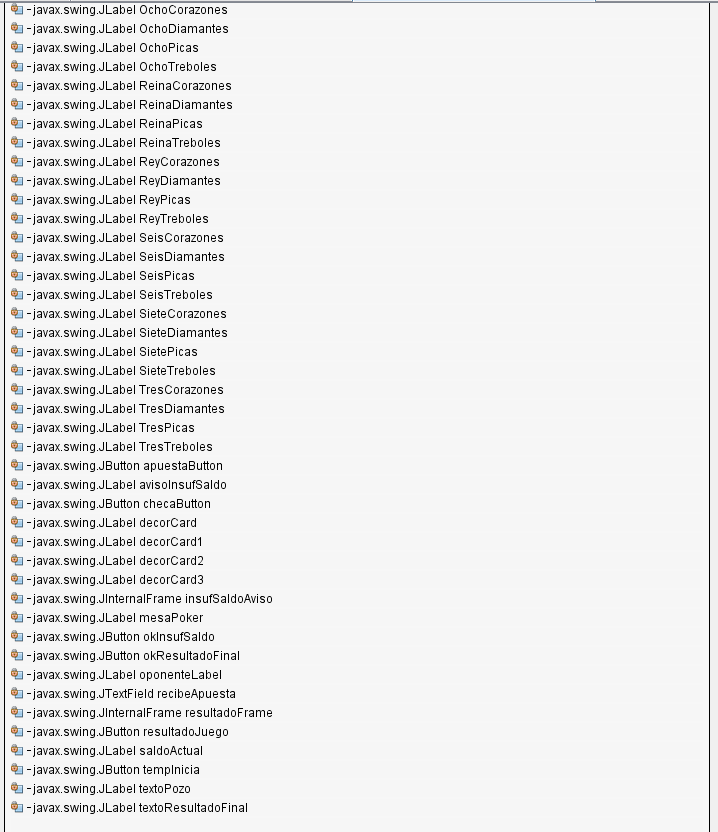 -javax.swing.JLabel OchoCorazones
-javax.swing.JLabel OchoDiamantes
-javax.swing.JLabel OchoPicas
-javax.swing.JLabel OchoTreboles
-javax.swing.JLabel ReinaCorazones
-javax.swing.JLabel ReinaDiamantes
-javax.swing.JLabel ReinaPicas
-javax.swing.JLabel ReinaTreboles
-javax.swing.JLabel ReyCorazones
-javax.swing.JLabel ReyDiamantes
-javax.swing.JLabel ReyPicas
-javax.swing.JLabel ReyTreboles
-javax.swing.JLabel SeisCorazones
-javax.swing.JLabel SeisDiamantes
-javax.swing.JLabel SeisPicas
-javax.swing.JLabel SeisTreboles
-javax.swing.JLabel SieteCorazones
-javax.swing.JLabel SieteDiamantes
-javax.swing.JLabel SietePicas
-javax.swing.JLabel SieteTreboles
-javax.swing.JLabel TresCorazones
-javax.swing.JLabel TresDiamantes
-javax.swing.JLabel TresPicas
-javax.swing.JLabel TresTreboles
-javax.swing.JButton apuestaButton
-javax.swing.JLabel avisoInsufSaldo
-javax.swing.JButton checaButton
-javax.swing.JLabel decorCard
-javax.swing.JLabel decorCard1
-javax.swing.JLabel decorCard2
-javax.swing.JLabel decorCard3
-javax.swing.JInternalFrame insufSaldoAviso
-javax.swing.JLabel mesaPoker
-javax.swing.JButton okInsufSaldo
-javax.swing.JButton okResultadoFinal
-javax.swing.JLabel oponenteLabel
-javax.swing.JTextField recibeApuesta
-javax.swing.JInternalFrame resultadoFrame
-javax.swing.JButton resultadoJuego
-javax.swing.JLabel saldoActual
-javax.swing.JButton tempInicia
-javax.swing.JLabel textoPozo
-javax.swing.JLabel textoResultadoFinal